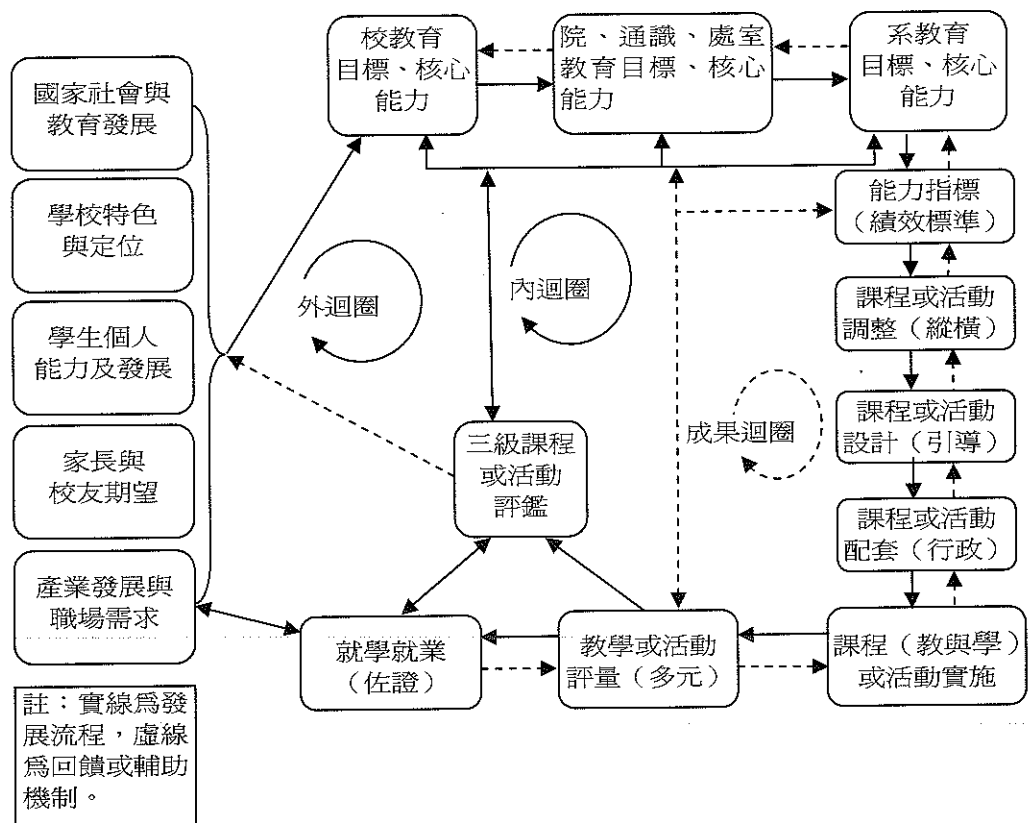 國家社會與
教育發展
學校特色
與定位
學生個人
能力及發展
家長與
校友期望
產業發展與
職場需求
註：實線爲發
展流程，虛線
爲回饋或輔助
機制。
校教育
目標、核心
能力
院、通識、處室
教育目標、核心
能力
系教育
目標、核心
能力
能力指標
（績效標準）
課程或活動
調整（縱橫）
課程或活動
設計（引導）
課程或活動
配套（行政）
課程（教與學）
或活動實施
教學或活動
評量（多元）
就學就業
（佐證）
三級課程
或活動
評鑑
外迴圈
內迴圈
成果迴圈